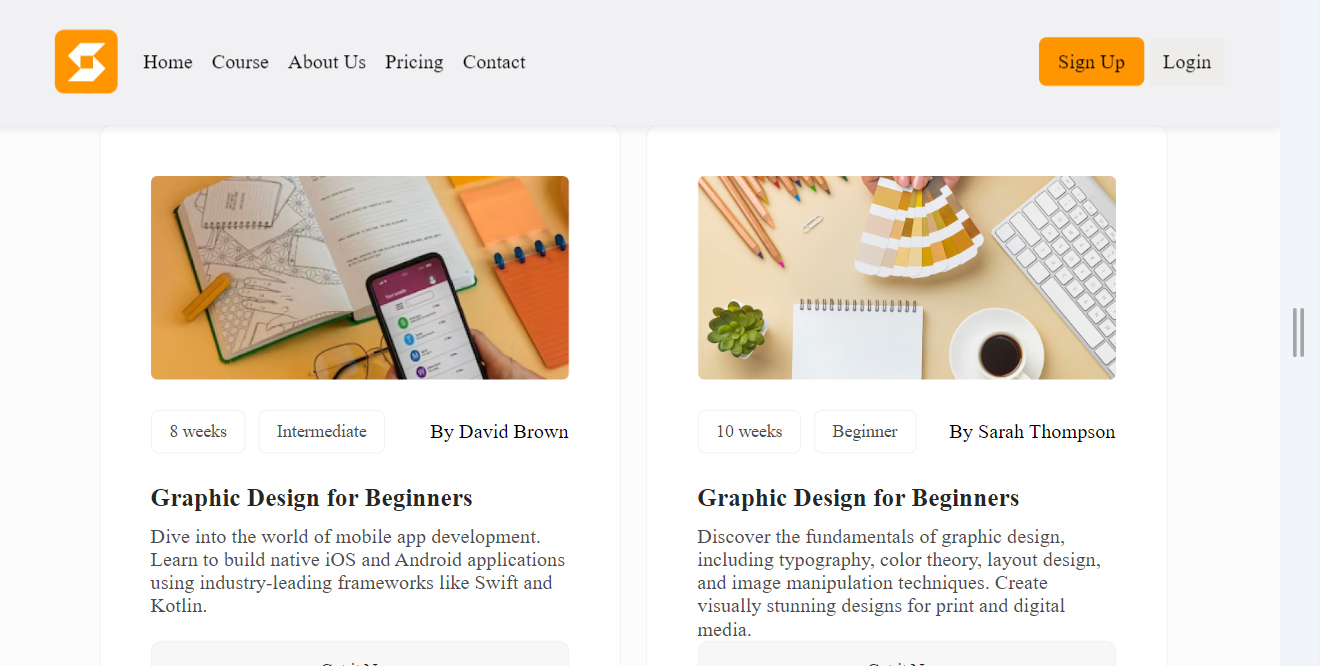 Home Course About Us Pricing Contact
Sign Up Login
8 weeks Intermediate By David Brown
Graphic Design for Beginners
Dive into the world of mobile app development.
Learn to build native iOS and Android applications
using industry-leading frameworks like Swift and
Kotlin.
10 weeks Beginner By Sarah Thompson
Graphic Design for Beginners
Discover the fundamentals of graphic design,
including typography, color theory, layout design,
and image manipulation techniques. Create
visually stunning designs for print and digital
media.